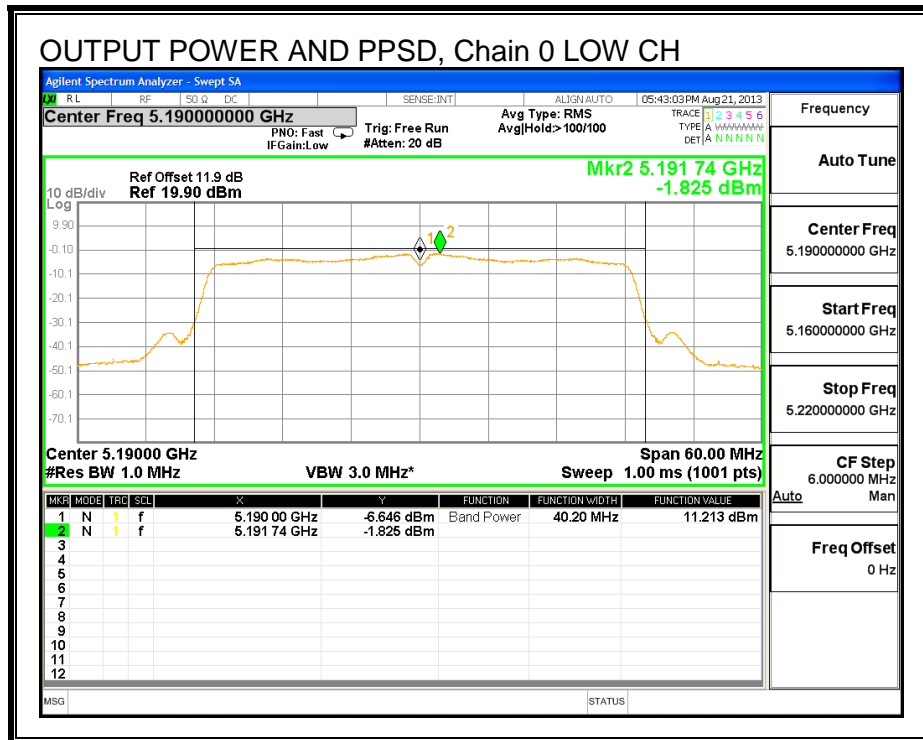 OUTPUT POWER AND PPSD, Chain 0 LOW CH
Agilent Spectrum Analyzer - Swept SA
LXI RL RF 50 Ω DC SENSE:INT ALIGN AUTO 05:43:03 PM Aug 21, 2013
Center Freq 5.190000000 GHz
PNO: Fast
IFGain:Low
Trig: Free Run
#Atten: 20 dB
Avg Type: RMS
Avg|Hold:>100/100
TRACE 1 2 3 4 5 6
TYPE A WWWWW
DET A N N N N N
Mkr2 5.191 74 GHz
-1.825 dBm
Ref Offset 11.9 dB
10 dB/div Ref 19.90 dBm
Log
9.90
-0.10
-10.1
-20.1
-30.1
-40.1
-50.1
-60.1
-70.1
1
2
Center 5.19000 GHz Span 60.00 MHz
#Res BW 1.0 MHz VBW 3.0 MHz* Sweep 1.00 ms (1001 pts)
MKR MODE TRC SCL X Y FUNCTION FUNCTION WIDTH FUNCTION VALUE
1 N 1 f 5.190 00 GHz -6.646 dBm Band Power 40.20 MHz 11.213 dBm
2 N 1 f 5.191 74 GHz -1.825 dBm
3
4
5
6
7
8
9
10
11
12
MSG STATUS
Frequency
Auto Tune
Center Freq
5.190000000 GHz
Start Freq
5.160000000 GHz
Stop Freq
5.220000000 GHz
CF Step
6.000000 MHz
Auto Man
Freq Offset
0 Hz